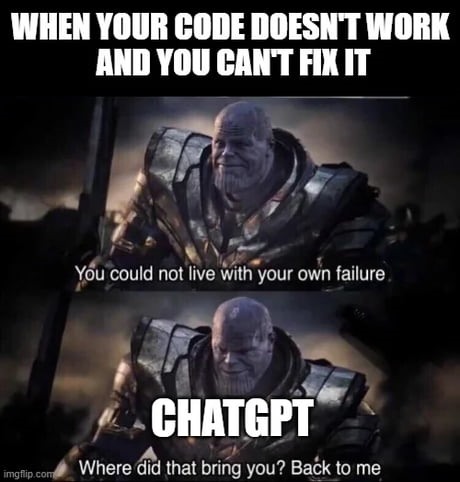 WHEN YOUR CODE DOESN'T WORK
AND YOU CAN'T FIX IT
You could not live with your own failure
CHATGPT
Where did that bring you? Back to me
imgflip.com